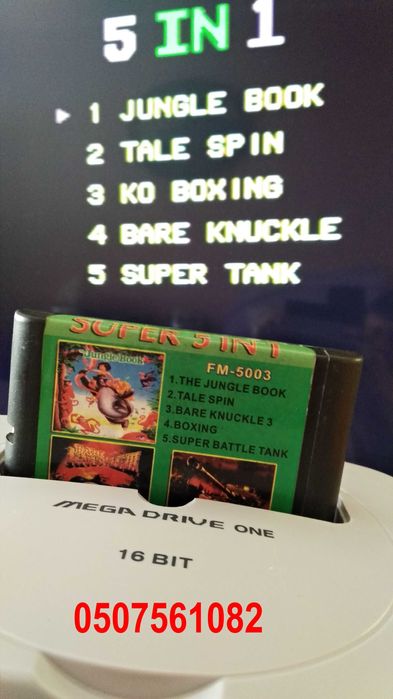 5 IN 1
1 JUNGLE BOOK
2 TALE SPIN
3 KO BOXING
4 BARE KNUCKLE
5 SUPER TANK
SUPER 5 IN 1
Jungle Book
FM-5003
1.THE JUNGLE BOOK
2.TALE SPIN
3.BARE KNUCKLE 3
4.BOXING
5.SUPER BATTLE TANK
MEGA DRIVE ONE
16 BIT
0507561082